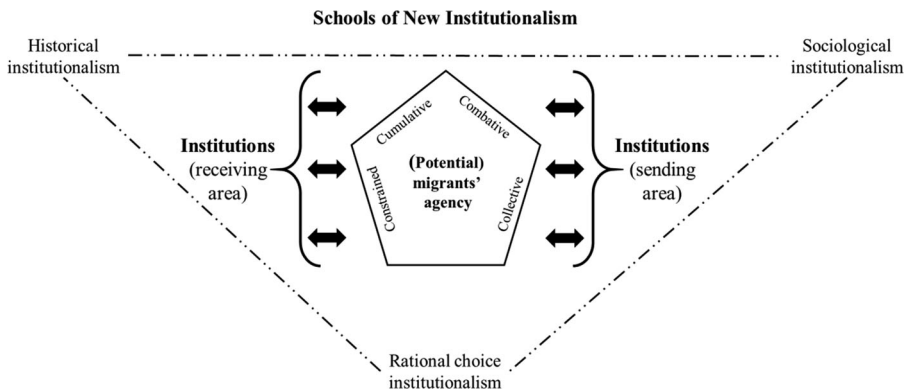 Schools of New Institutionalism
Historical
institutionalism
Sociological
institutionalism
Institutions
(receiving
area)
Cumulative
Combative
Constrained
Collective
(Potential)
migrants'
agency
Institutions
(sending
area)
Rational choice
institutionalism